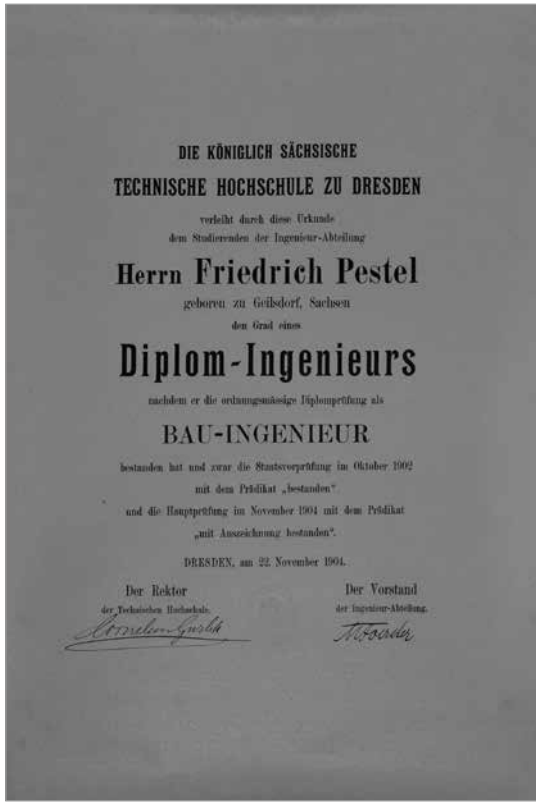 DIE KÖNIGLICH SÄCHSISCHE
TECHNISCHE HOCHSCHULE ZU DRESDEN
verleiht durch diese Urkunde
dem Studierenden der Ingenieur-Abteilung
Herrn Friedrich Pestel
geboren zu Geilsdorf, Sachsen
den Grad eines
Diplom-Ingenieurs
nachdem er die ordnungsmässige Diplomprüfung als
BAU-INGENIEUR
bestanden hat und zwar die Staatsvorprüfung im Oktober 1902
mit dem Prädikat „bestanden“
und die Hauptprüfung im November 1904 mit dem Prädikat
„mit Auszeichnung bestanden“.
DRESDEN, am 22. November 1904.
Der Rektor
der Technischen Hochschule.
Cornelius Gurlitt
Der Vorstand
der Ingenieur-Abteilung.
MFoerster